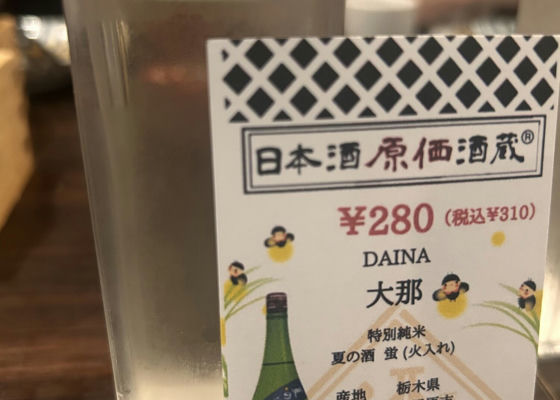 日本酒原価酒蔵®
¥280 (税込¥310)
DAINA
大那
特別純米
夏の酒 蛍 (火入れ)
産地 栃木県